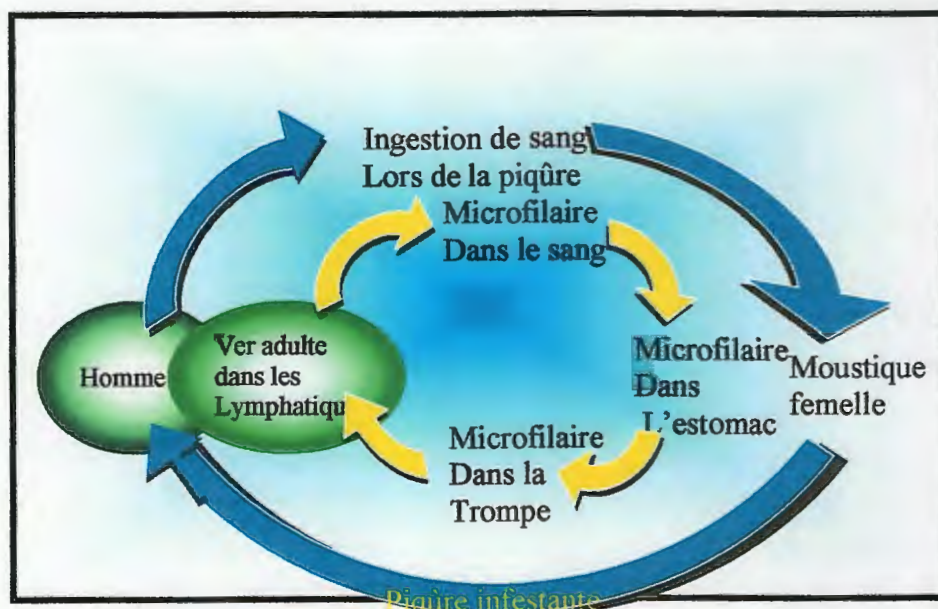 Ingestion de sang
Lors de la piqûre
Microfilaire
Dans le sang
Homme
Ver adulte
dans les
Lymphatiqu
Microfilaire
Dans
L'estomac
Moustique
femelle
Microfilaire
Dans la
Trompe
Piqûre infestante